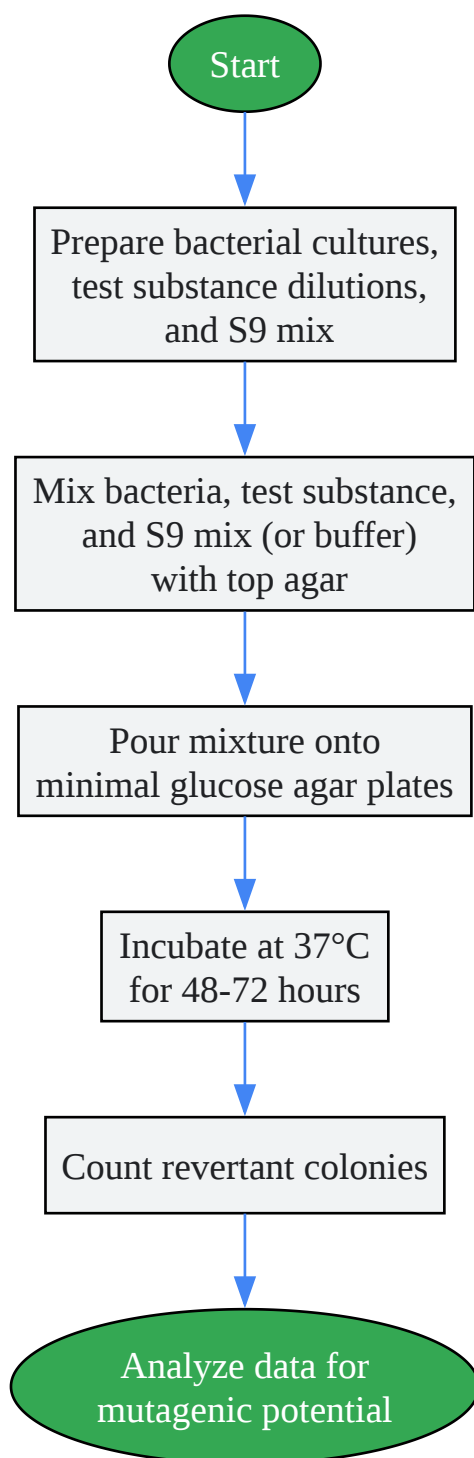 Start
Prepare bacterial cultures,
test substance dilutions,
and S9 mix
Mix bacteria, test substance,
and S9 mix (or buffer)
with top agar
Pour mixture onto
minimal glucose agar plates
Incubate at 37°C
for 48-72 hours
Count revertant colonies
Analyze data for
mutagenic potential